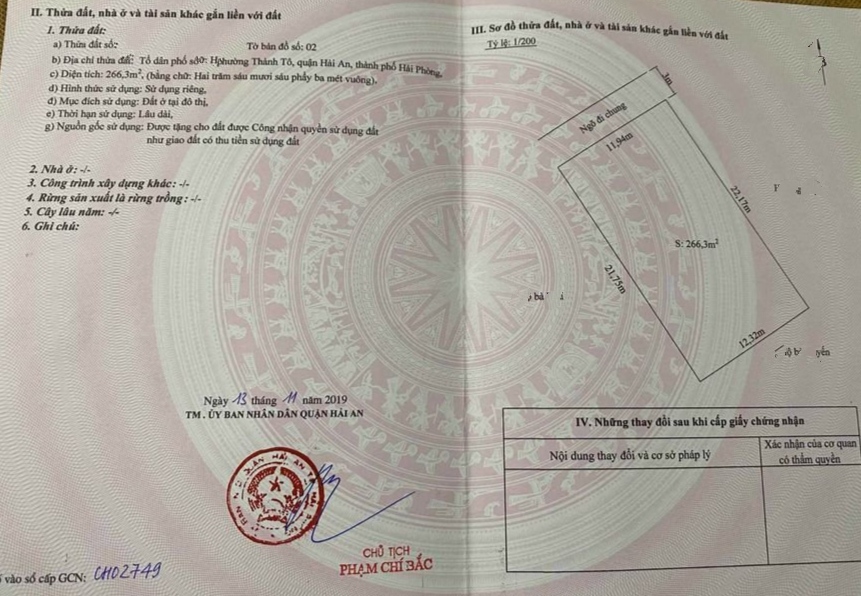 II. Thửa đất, nhà ở và tài sản khác gắn liền với đất
1. Thửa đất:
a) Thửa đất số: Tờ bản đồ số: 02
b) Địa chỉ thửa đất: Tổ dân phố số9: Hphường Thành Tô, quận Hải An, thành phố Hải Phòng,
c) Diện tích: 266,3m², (bằng chữ: Hai trăm sáu mươi sáu phẩy ba mét vuông),
d) Hình thức sử dụng: Sử dụng riêng,
đ) Mục đích sử dụng: Đất ở tại đô thị,
e) Thời hạn sử dụng: Lâu dài,
g) Nguồn gốc sử dụng: Được tặng cho đất được Công nhận quyền sử dụng đất
như giao đất có thu tiền sử dụng đất
2. Nhà ở: -/-
3. Công trình xây dựng khác: -/-
4. Rừng sản xuất là rừng trồng: -/-
5. Cây lâu năm: -/-
6. Ghi chú:
Ngày 13 tháng 11 năm 2019
TM. ỦY BAN NHÂN DÂN QUẬN HẢI AN
CHỦ TỊCH
PHẠM CHÍ BẮC
vào sổ cấp GCN: CH02749
III. Sơ đồ thửa đất, nhà ở và tài sản khác gắn liền với đất
Tỷ lệ: 1/200
3m
Ngõ đi chung
11,94m
22,17m
S: 266,3m²
21,75m
12,32m
IV. Những thay đổi sau khi cấp giấy chứng nhận
Nội dung thay đổi và cơ sở pháp lý
Xác nhận của cơ quan
có thẩm quyền